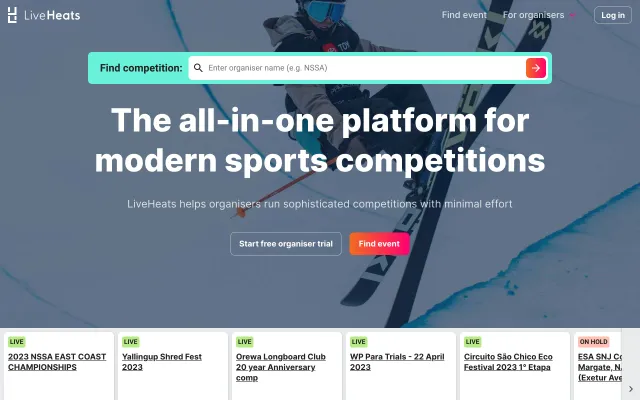 LiveHeats
Find event
For organisers
Log in
Find competition:
Enter organiser name (e.g. NSSA)
The all-in-one platform for
modern sports competitions
LiveHeats helps organisers run sophisticated competitions with minimal effort
Start free organiser trial
Find event
LIVE
2023 NSSA EAST COAST
CHAMPIONSHIPS
LIVE
Yallingup Shred Fest
2023
LIVE
Orewa Longboard Club
20 year Anniversary
comp
LIVE
WP Para Trials - 22 April
2023
LIVE
Circuito São Chico Eco
Festival 2023 1° Etapa
ON HOLD
ESA SNJ Co
Margate, N
(Exetur Ave